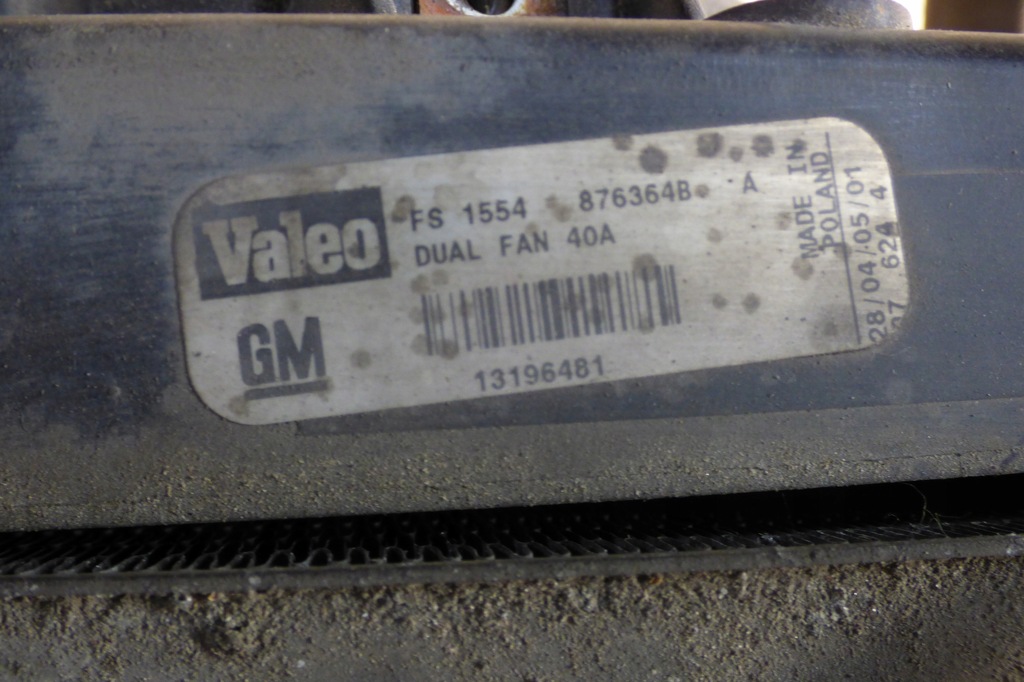 Valeo
FS 1554 876364B A
DUAL FAN 40A
GM
13196481
MADE IN
POLAND
28/04/05/01
624 4